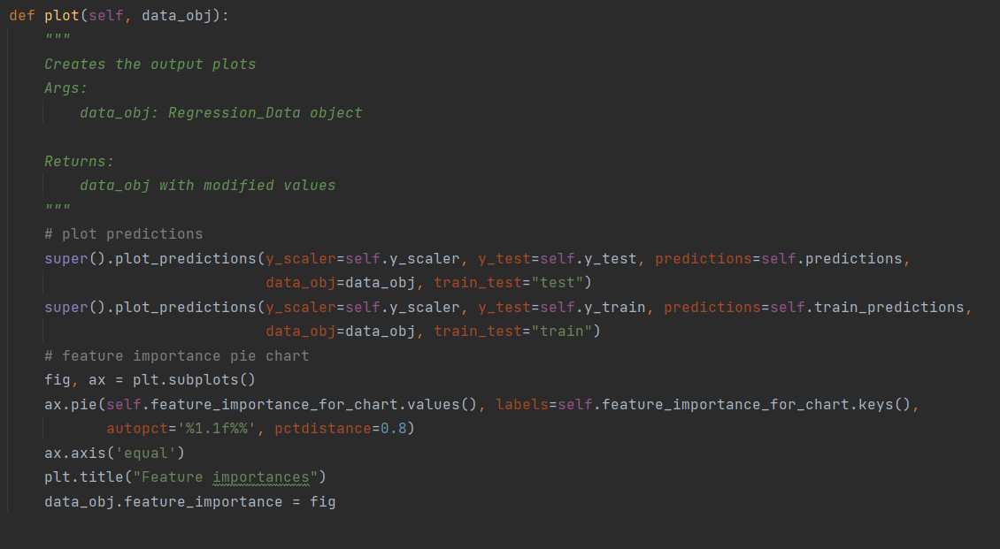 def plot(self, data_obj):
    """
    Creates the output plots
    Args:
        data_obj: Regression_Data object

    Returns:
        data_obj with modified values
    """
    # plot predictions
    super().plot_predictions(y_scaler=self.y_scaler, y_test=self.y_test, predictions=self.predictions,
                             data_obj=data_obj, train_test="test")
    super().plot_predictions(y_scaler=self.y_scaler, y_test=self.y_train, predictions=self.train_predictions,
                             data_obj=data_obj, train_test="train")
    # feature importance pie chart
    fig, ax = plt.subplots()
    ax.pie(self.feature_importance_for_chart.values(), labels=self.feature_importance_for_chart.keys(),
           autopct='%1.1f%%', pctdistance=0.8)
    ax.axis('equal')
    plt.title("Feature importances")
    data_obj.feature_importance = fig